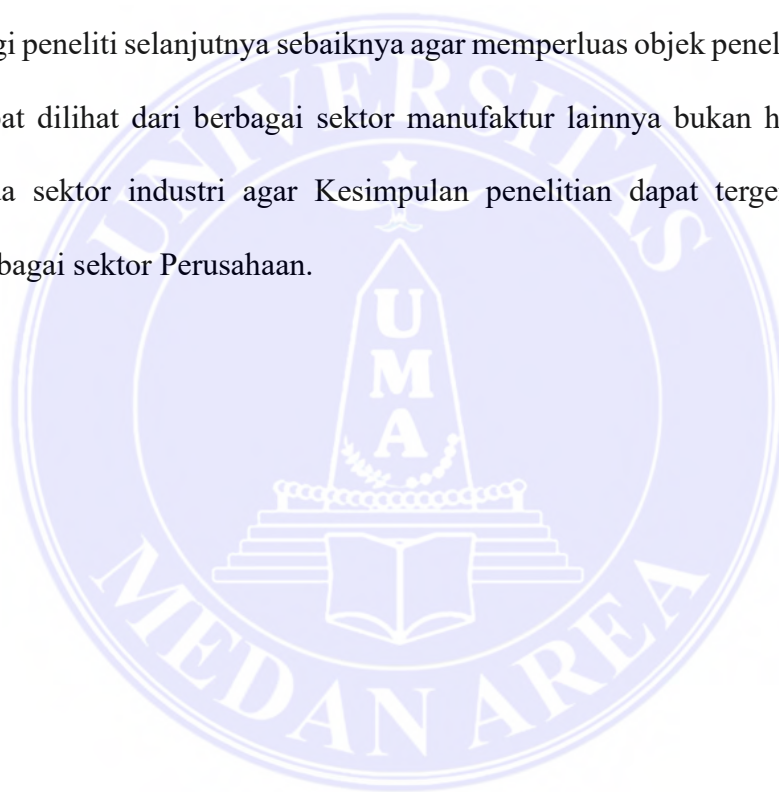 gi peneliti selanjutnya sebaiknya agar memperluas objek penel
at dilihat dari berbagai sektor manufaktur lainnya bukan h
a sektor industri agar Kesimpulan penelitian dapat terge
bagai sektor Perusahaan.
UNIVERSITAS
U
M
A
MEDAN AREA